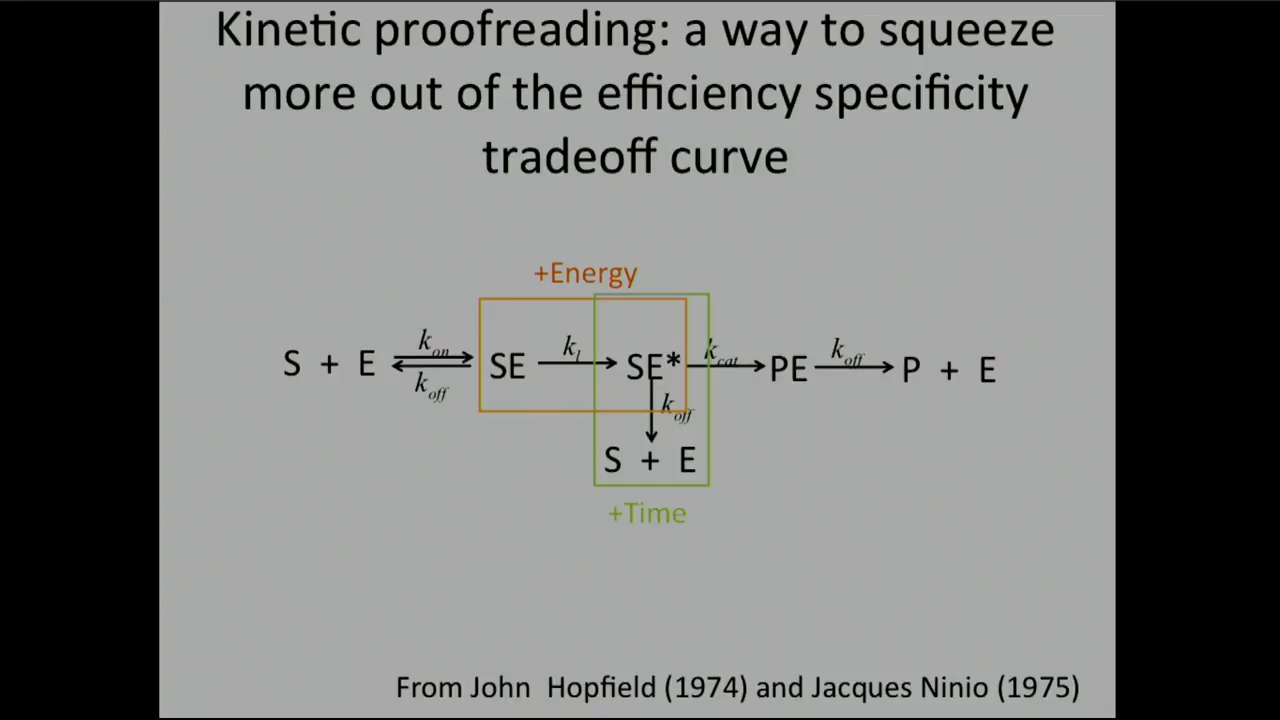 Kinetic proofreading: a way to squeeze
more out of the efficiency specificity
tradeoff curve
+Energy
S + E k_on k_off SE k_l SE* k_cat PE k_off P + E
k_off
S + E
+Time
From John Hopfield (1974) and Jacques Ninio (1975)